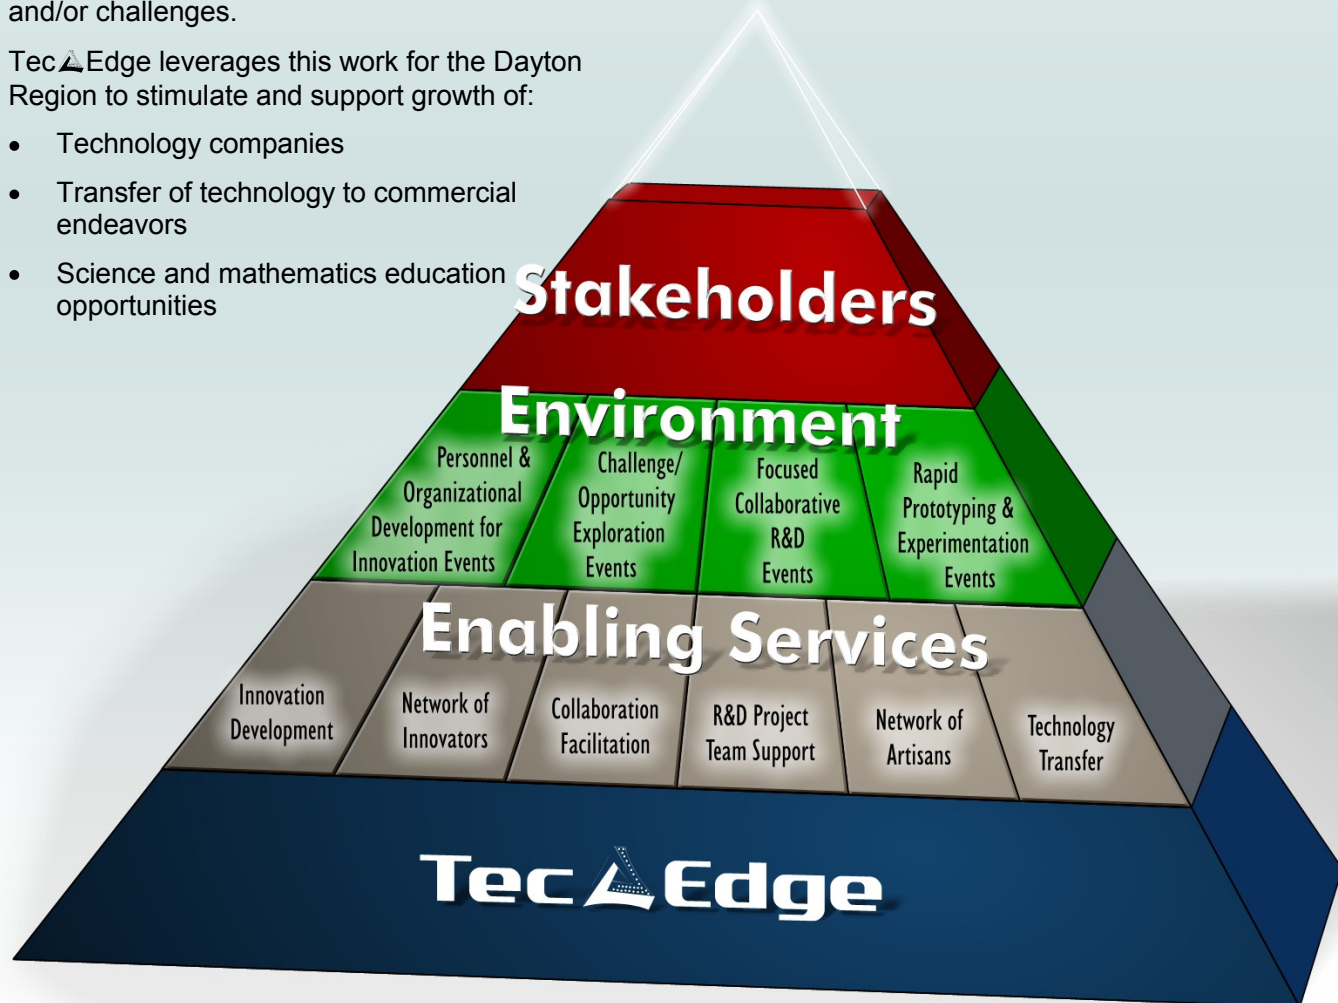 and/or challenges.
Tec Edge leverages this work for the Dayton
Region to stimulate and support growth of:
• Technology companies
• Transfer of technology to commercial
endeavors
• Science and mathematics education
opportunities
Stakeholders
Environment
Personnel &
Organizational
Development for
Innovation Events
Challenge/
Opportunity
Exploration
Events
Focused
Collaborative
R&D
Events
Rapid
Prototyping &
Experimentation
Events
Enabling Services
Innovation
Development
Network of
Innovators
Collaboration
Facilitation
R&D Project
Team Support
Network of
Artisans
Technology
Transfer
Tec Edge